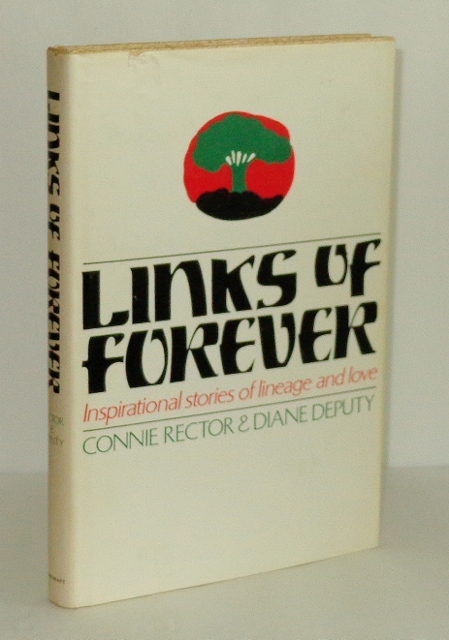 LINKS OF
FOREVER
Inspirational stories of lineage and love
CONNIE RECTOR & DIANE DEPUTY
LINKS OF FOREVER